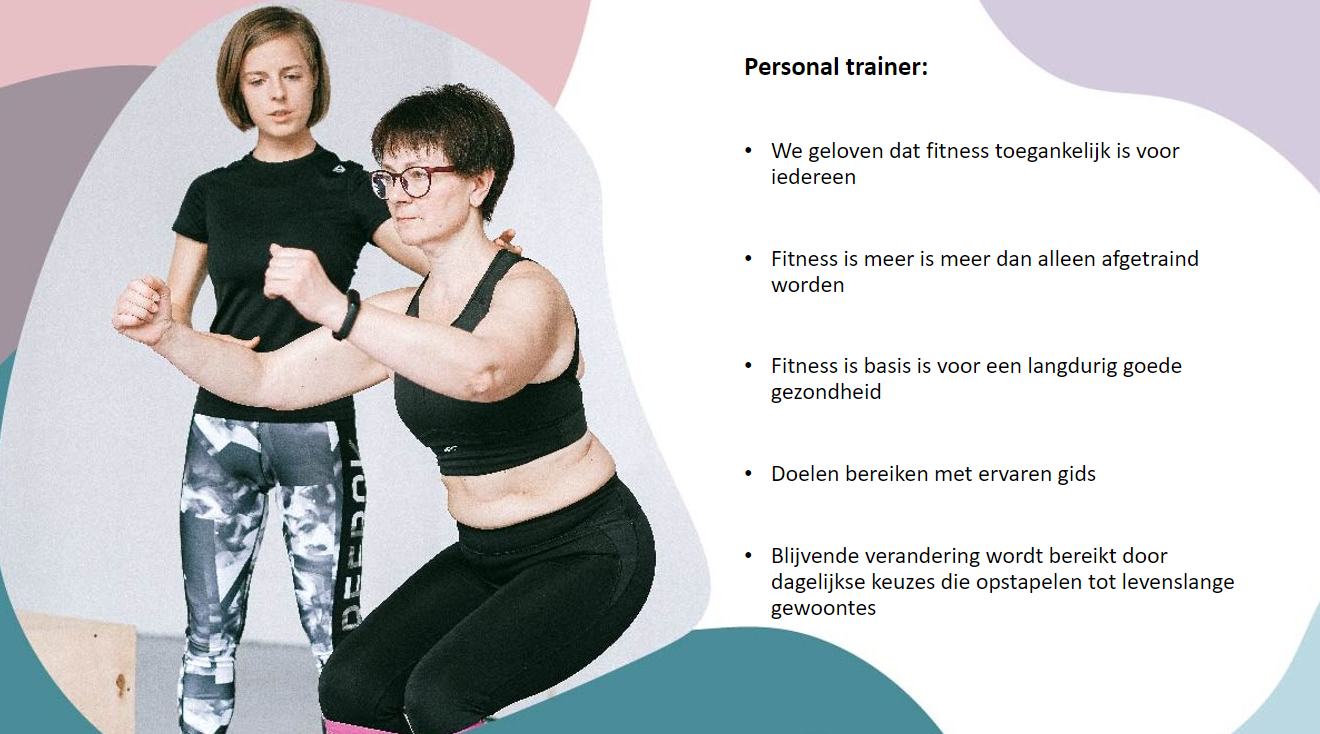 Personal trainer:
• We geloven dat fitness toegankelijk is voor
iedereen
• Fitness is meer is meer dan alleen afgetraind
worden
• Fitness is basis is voor een langdurig goede
gezondheid
• Doelen bereiken met ervaren gids
• Blijvende verandering wordt bereikt door
dagelijkse keuzes die opstapelen tot levenslange
gewoontes
REEBOK